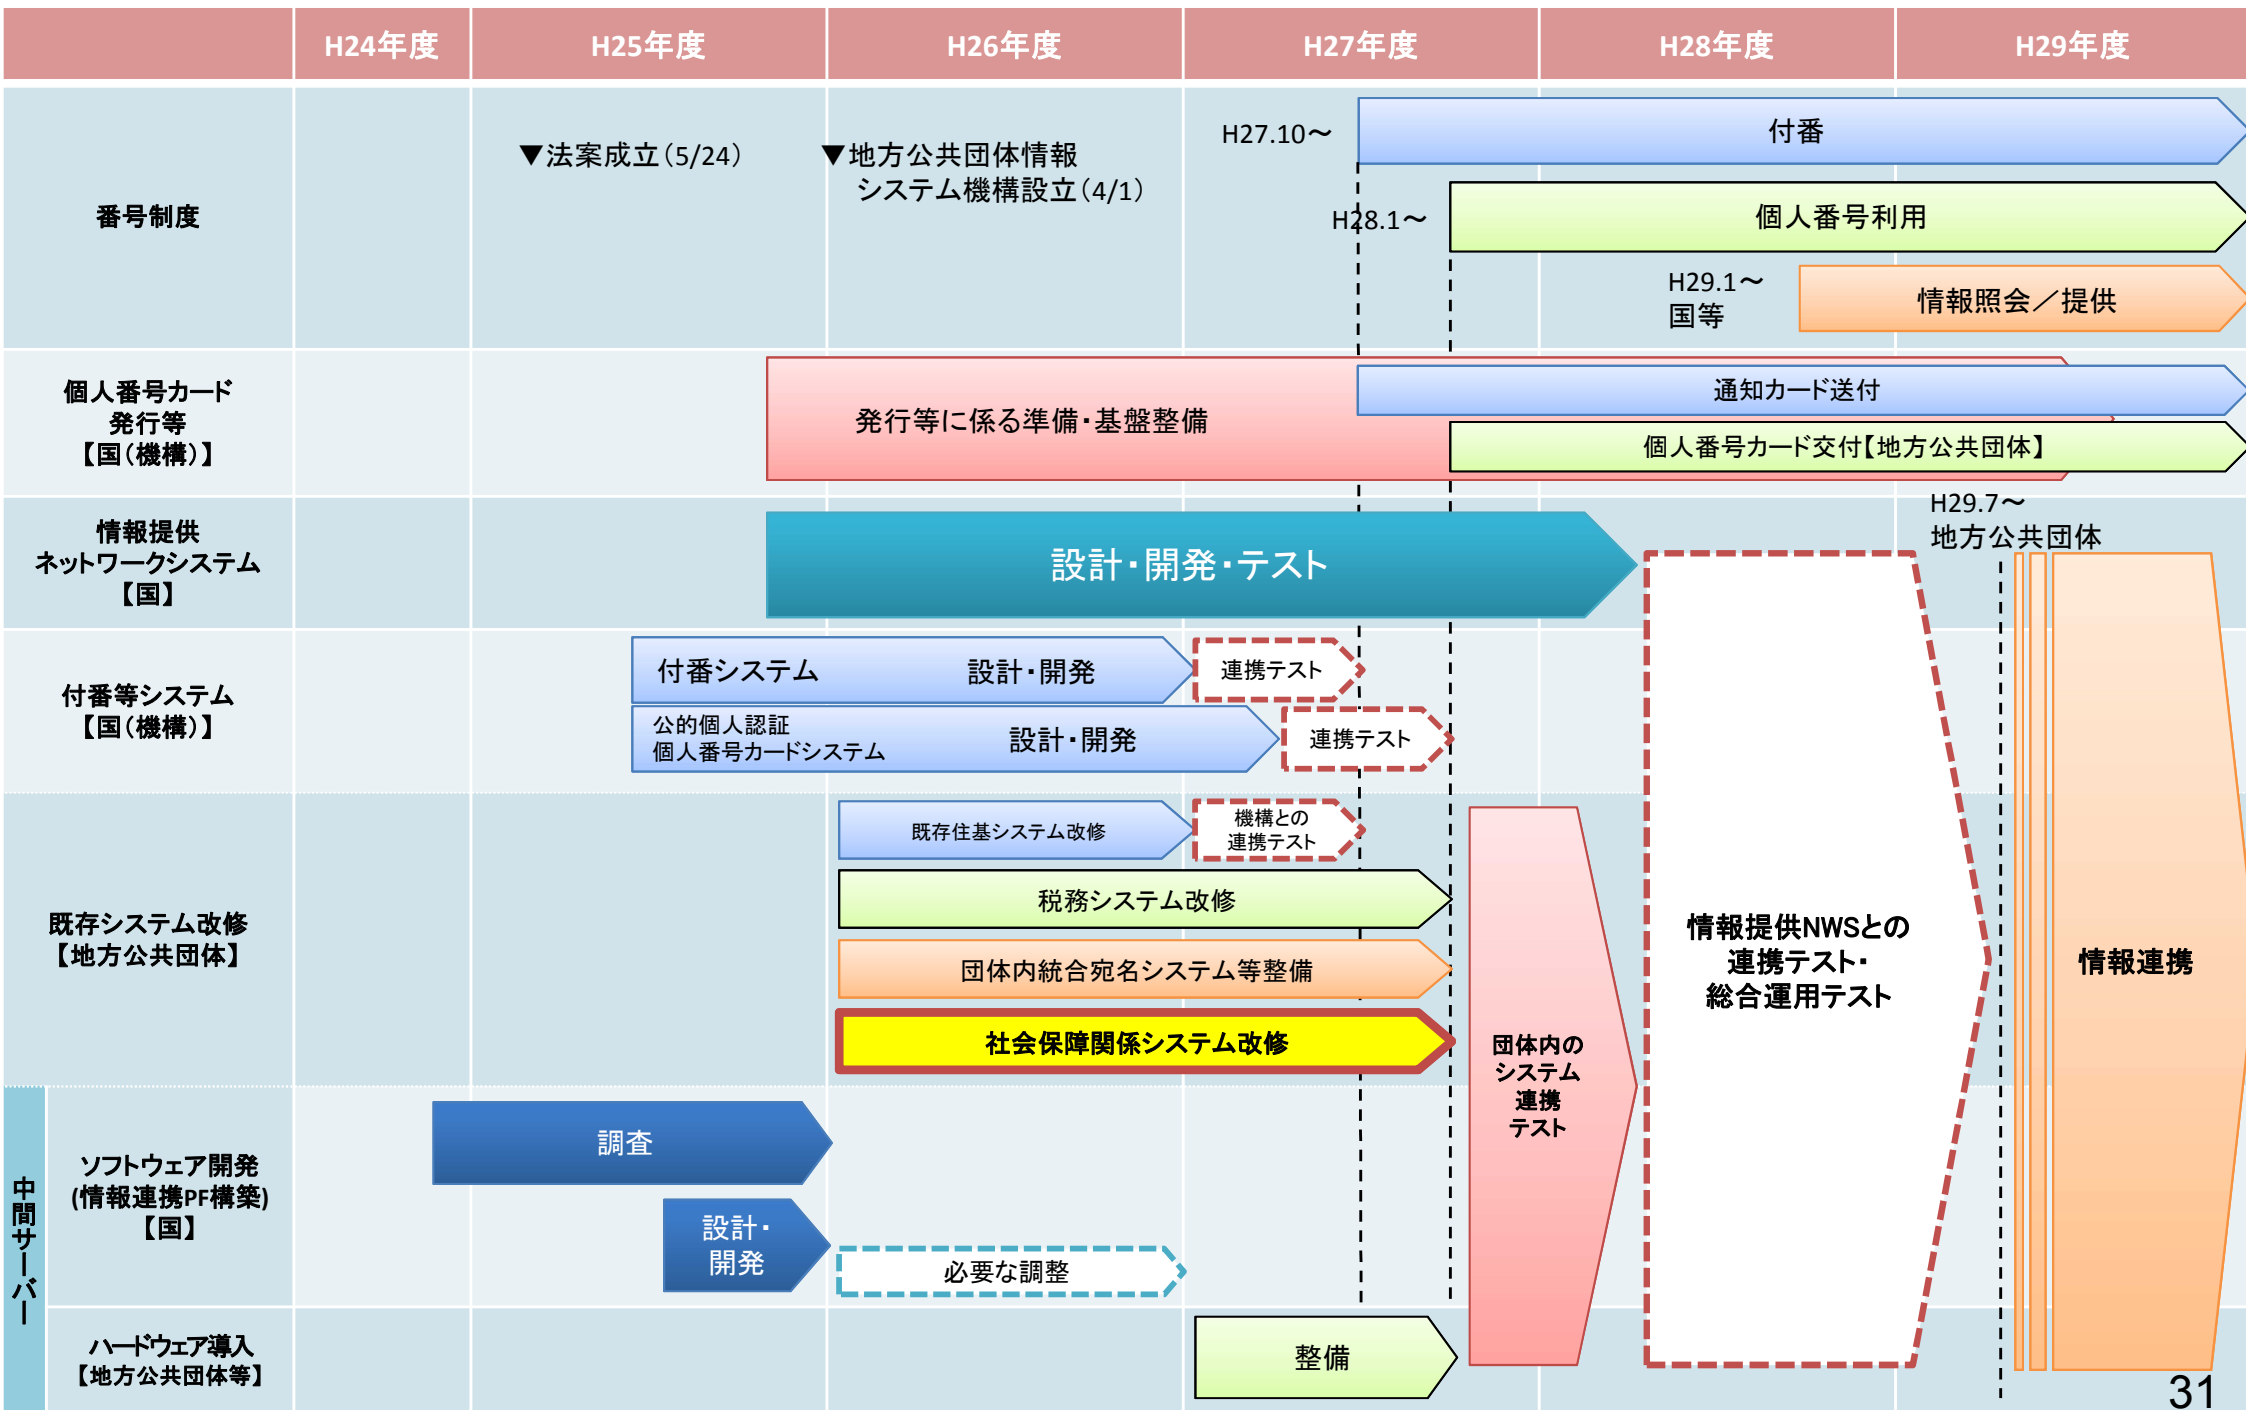 H24年度
H25年度
H26年度
H27年度
H28年度
H29年度
番号制度
▼法案成立(5/24)
▼地方公共団体情報
システム機構設立(4/1)
H27.10~
付番
H28.1~
個人番号利用
H29.1~
国等
情報照会／提供
個人番号カード
発行等
【国(機構)】
発行等に係る準備・基盤整備
通知カード送付
個人番号カード交付【地方公共団体】
情報提供
ネットワークシステム
【国】
設計・開発・テスト
H29.7~
地方公共団体
付番等システム
【国(機構)】
付番システム 設計・開発
連携テスト
公的個人認証
個人番号カードシステム
設計・開発
連携テスト
既存システム改修
【地方公共団体】
既存住基システム改修
機構との
連携テスト
税務システム改修
団体内統合宛名システム等整備
社会保障関係システム改修
団体内の
システム
連携
テスト
情報提供NWSとの
連携テスト・
総合運用テスト
情報連携
中間サーバー
ソフトウェア開発
(情報連携PF構築)
【国】
調査
設計・
開発
必要な調整
ハードウェア導入
【地方公共団体等】
整備
31